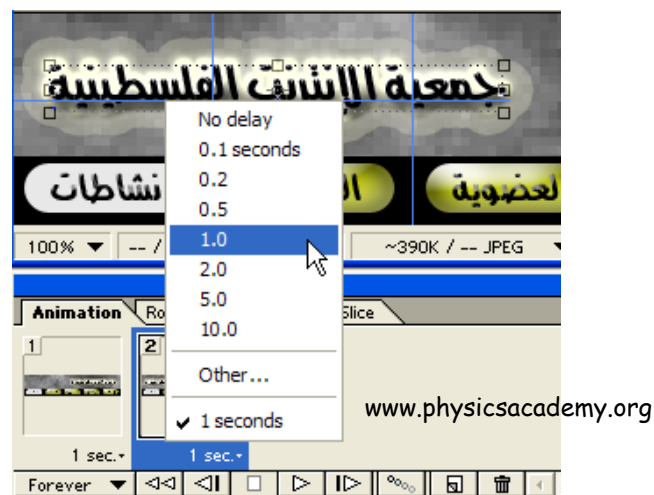 جمعية الإنترنت الفلسطينية
No delay
0.1 seconds
0.2
0.5
1.0
2.0
5.0
10.0
Other...
✔ 1 seconds
العضوية
نشاطات
100%
-- /
~390K / -- JPEG
Animation
Ro
Slice
1
2
www.physicsacademy.org
1 sec.
1 sec.
Forever